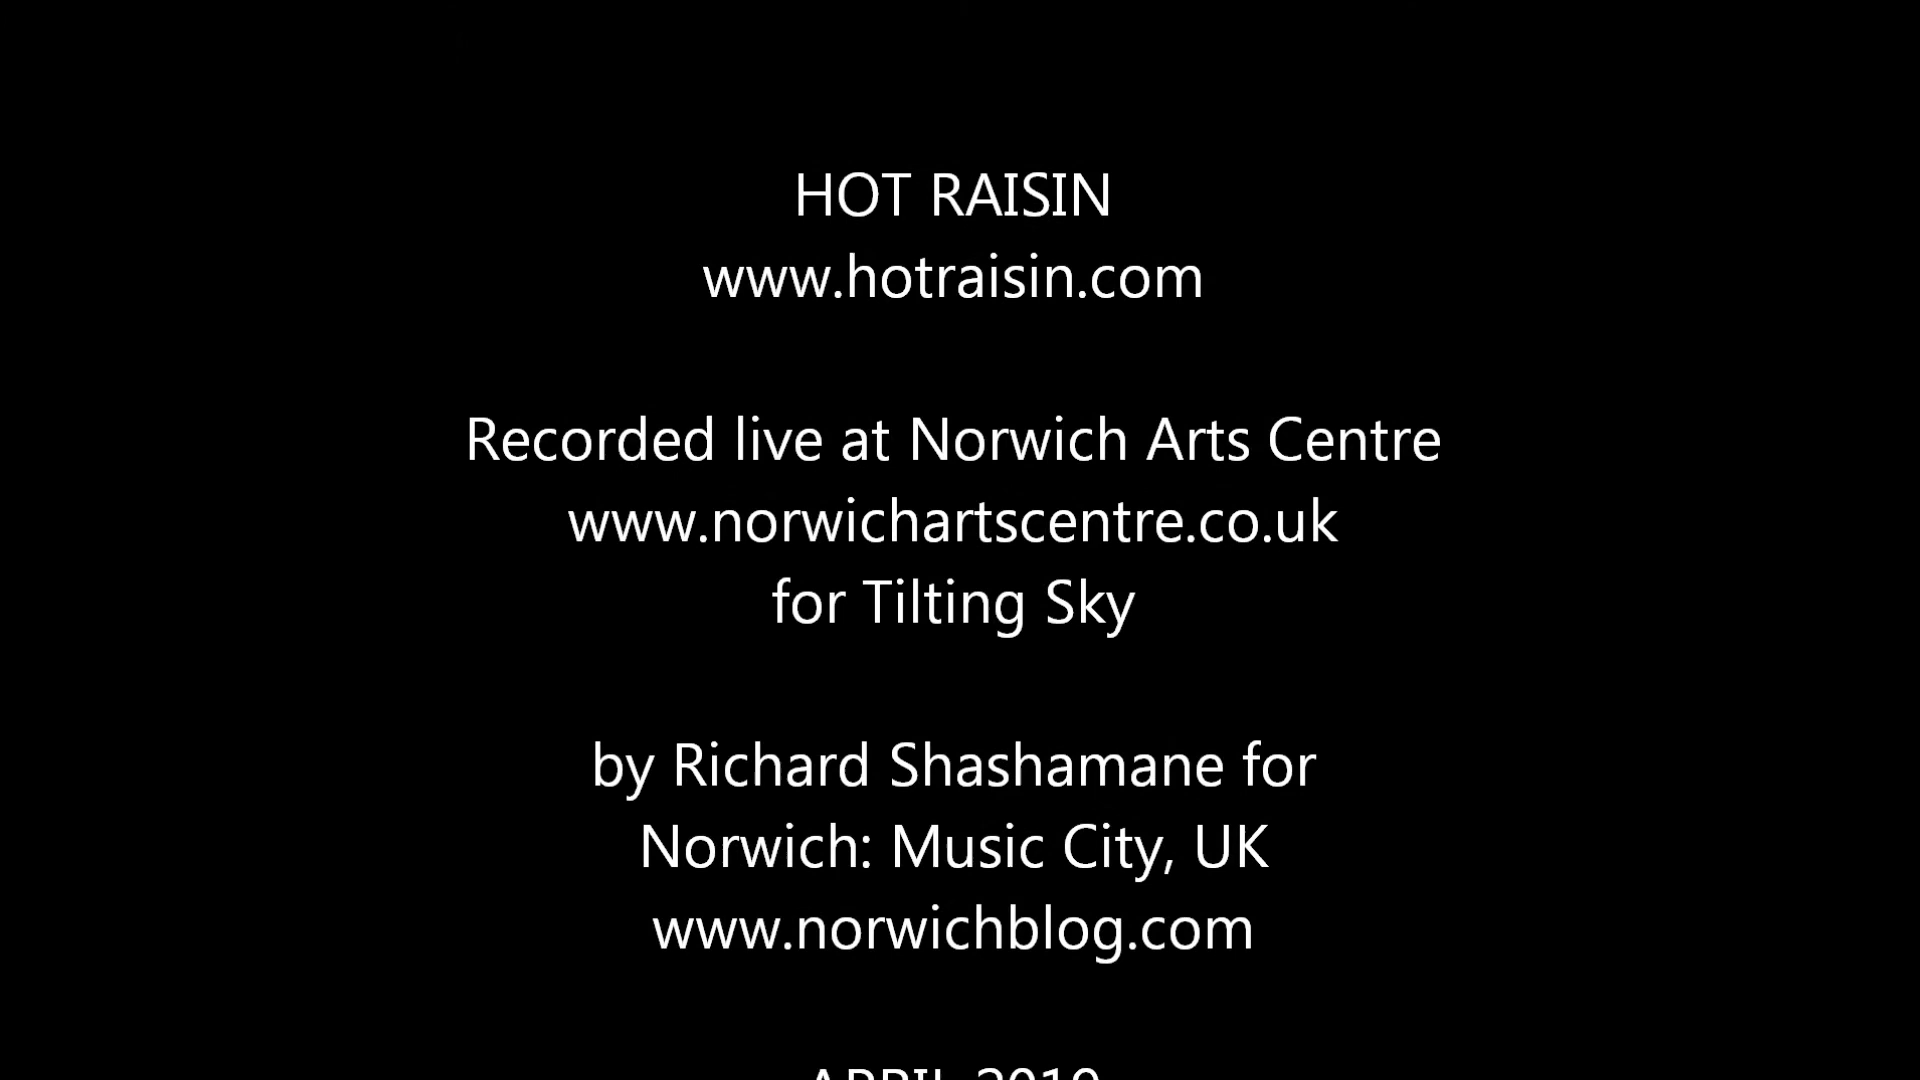 HOT RAISIN
www.hotraisin.com
Recorded live at Norwich Arts Centre
www.norwichartscentre.co.uk
for Tilting Sky
by Richard Shashamane for
Norwich: Music City, UK
www.norwichblog.com
APRIL